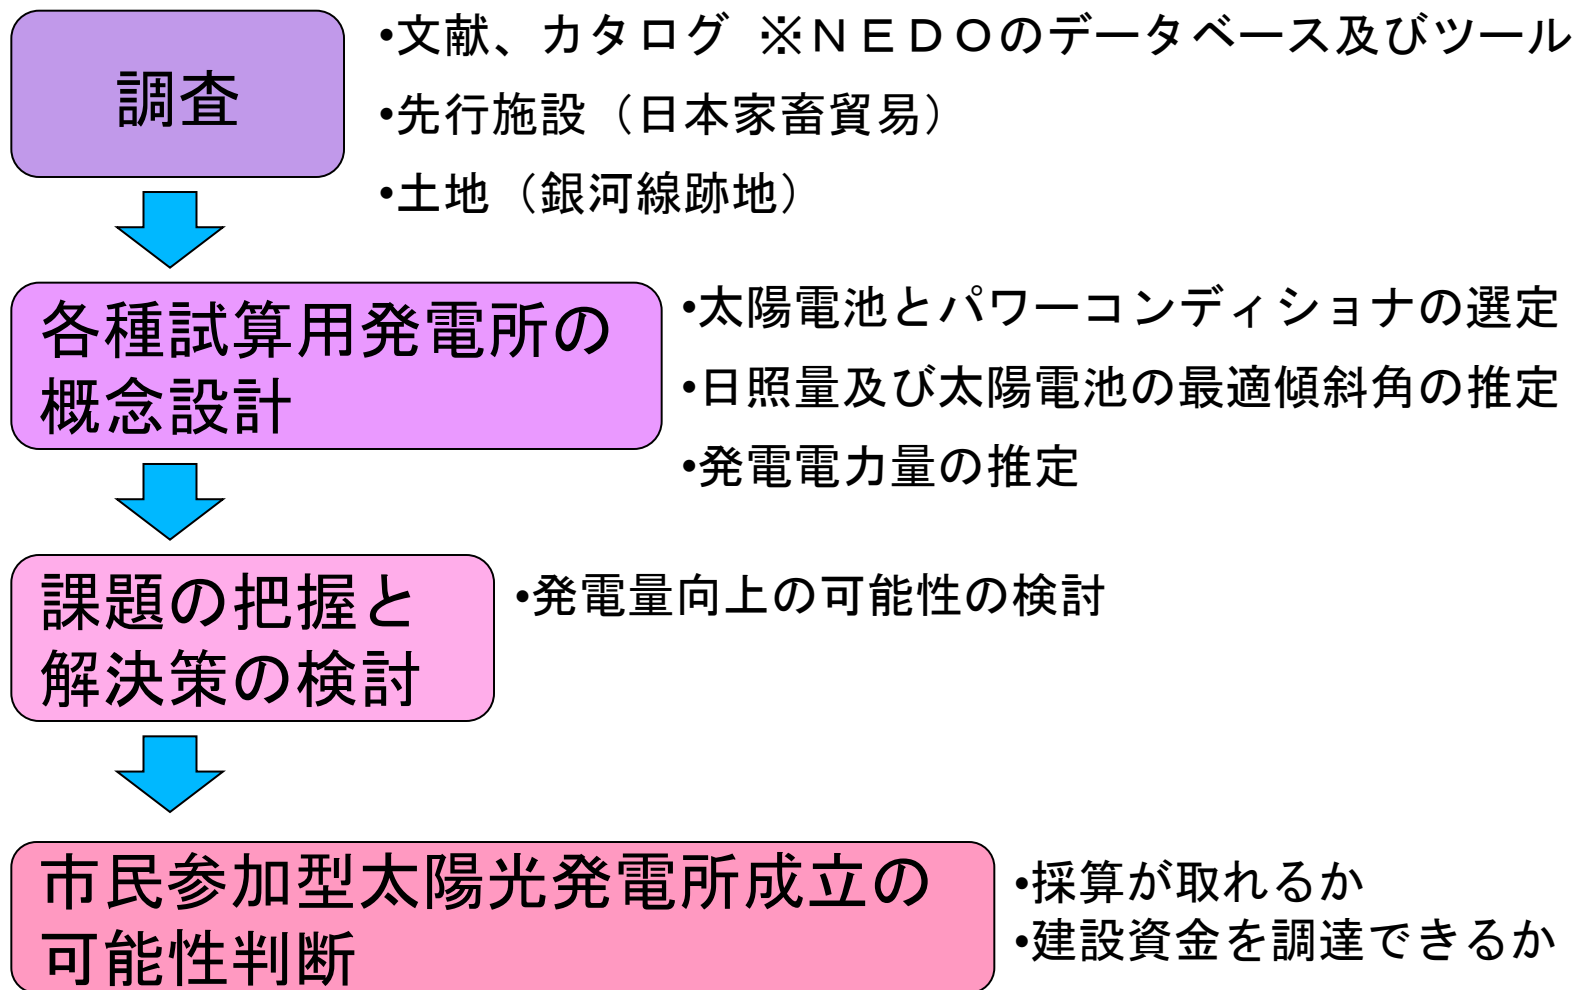 調査
•文献、カタログ ※ＮＥＤＯのデータベース及びツール
•先行施設（日本家畜貿易）
•土地（銀河線跡地）
各種試算用発電所の
概念設計
•太陽電池とパワーコンディショナの選定
•日照量及び太陽電池の最適傾斜角の推定
•発電電力量の推定
課題の把握と
解決策の検討
•発電量向上の可能性の検討
市民参加型太陽光発電所成立の
可能性判断
•採算が取れるか
•建設資金を調達できるか